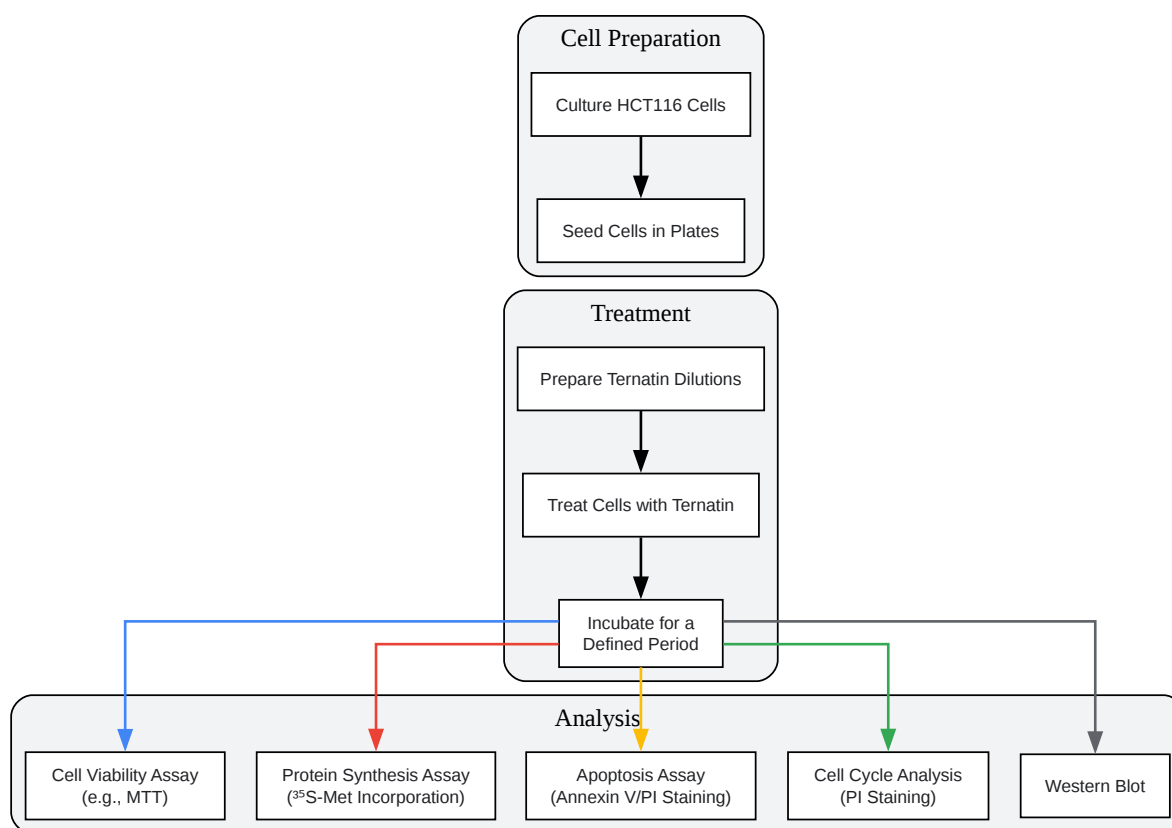 Cell Preparation
Culture HCT116 Cells
Seed Cells in Plates
Treatment
Prepare Ternatin Dilutions
Treat Cells with Ternatin
Incubate for a
Defined Period
Analysis
Cell Viability Assay
(e.g., MTT)
Protein Synthesis Assay
(³⁵S-Met Incorporation)
Apoptosis Assay
(Annexin V/PI Staining)
Cell Cycle Analysis
(PI Staining)
Western Blot